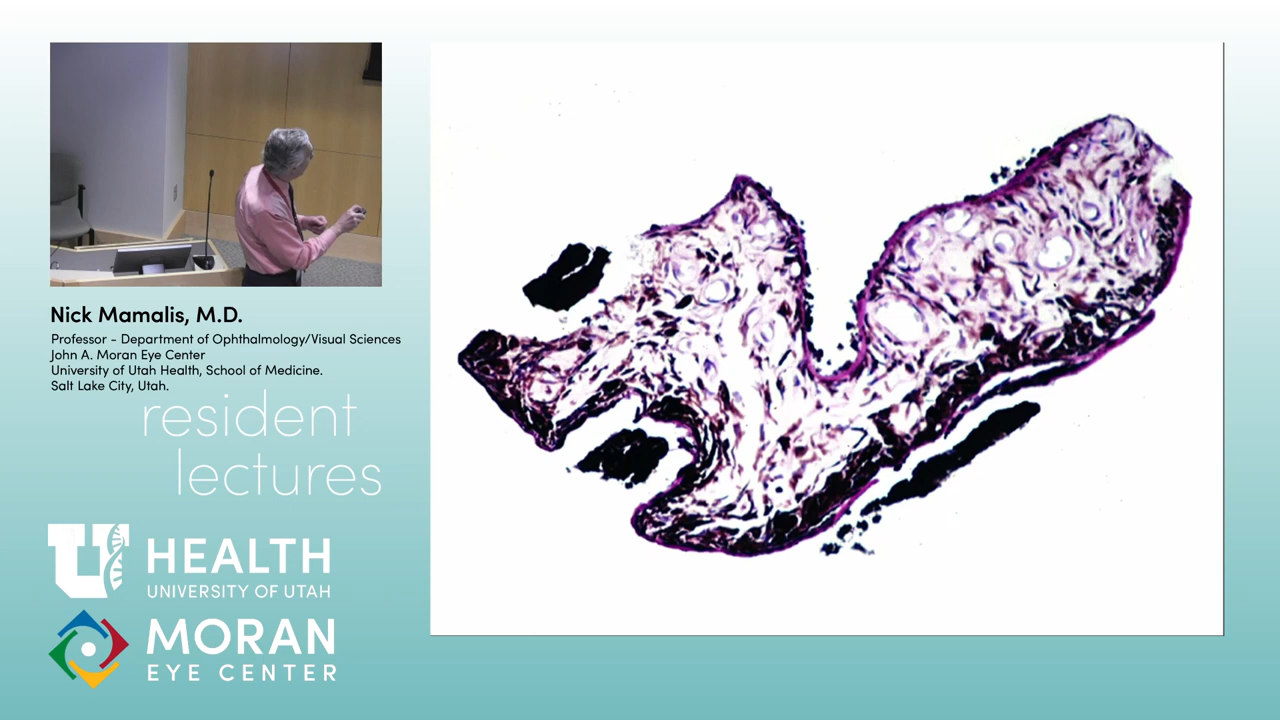 Nick Mamalis, M.D.
Professor - Department of Ophthalmology/Visual Sciences
John A. Moran Eye Center
University of Utah Health, School of Medicine.
Salt Lake City, Utah.
resident
lectures
U HEALTH
UNIVERSITY OF UTAH
MORAN
EYE CENTER